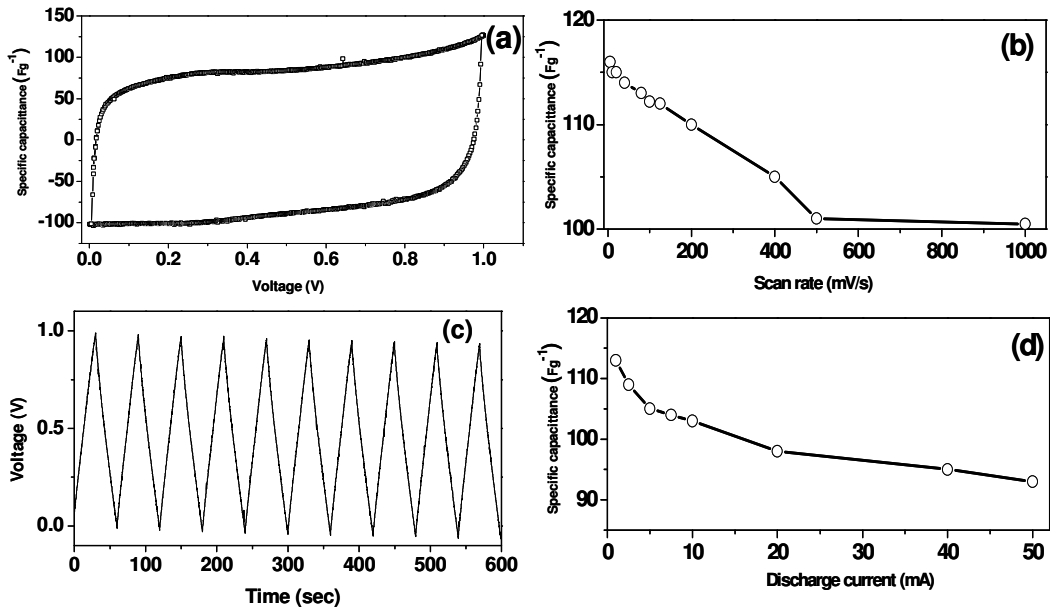 (a)
150
100
50
0
-50
-100
Specific capacittance (Fg-1)
0.0 0.2 0.4 0.6 0.8 1.0
Voltage (V)
(b)
120
110
100
Specific capacittance (Fg-1)
0 200 400 600 800 1000
Scan rate (mV/s)
(c)
1.0
0.5
0.0
Voltage (V)
0 100 200 300 400 500 600
Time (sec)
(d)
120
110
100
90
Specific capacittance (Fg-1)
0 10 20 30 40 50
Discharge current (mA)